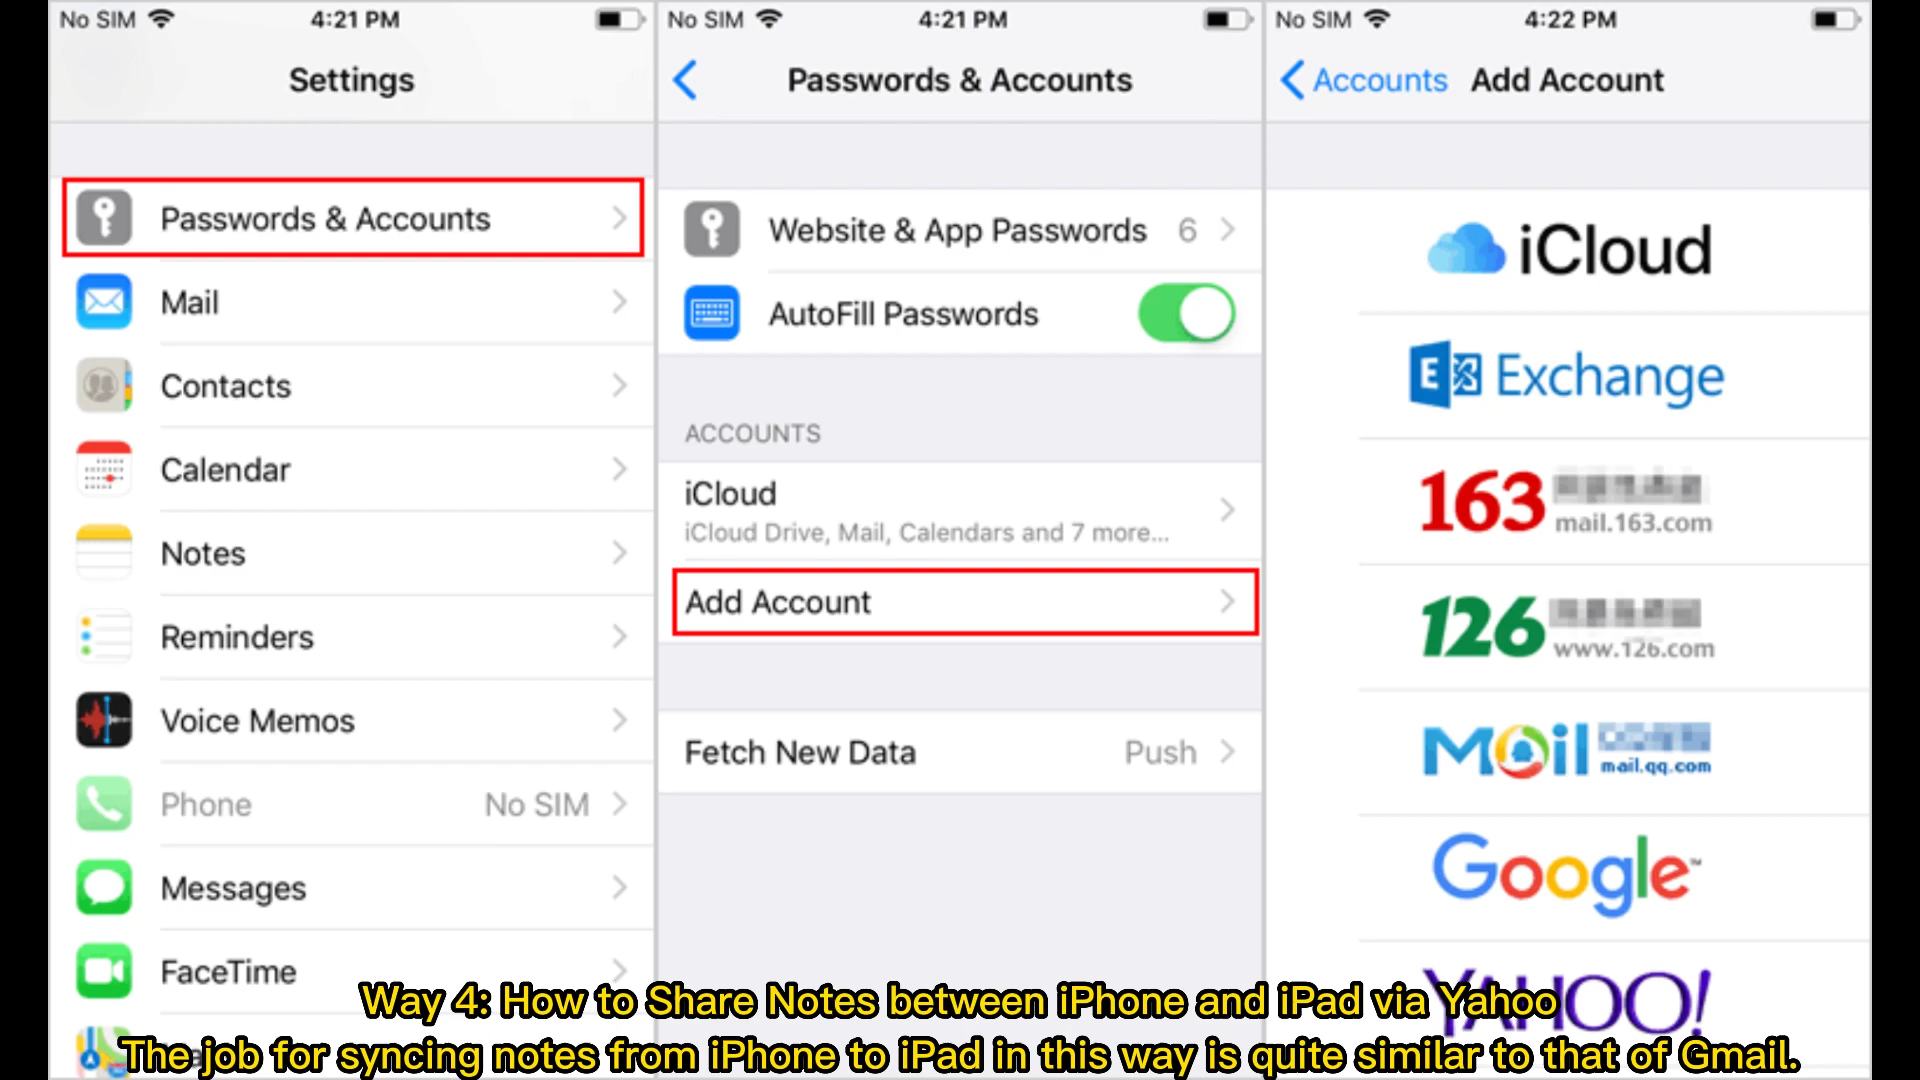 No SIM
4:21 PM
Settings
Passwords & Accounts
Mail
Contacts
Calendar
Notes
Reminders
Voice Memos
Phone
No SIM
Messages
FaceTime
No SIM
4:21 PM
Passwords & Accounts
Website & App Passwords
6
AutoFill Passwords
ACCOUNTS
iCloud
iCloud Drive, Mail, Calendars and 7 more...
Add Account
Fetch New Data
Push
No SIM
4:22 PM
Accounts
Add Account
iCloud
Exchange
163
mail.163.com
126
www.126.com
Mail
mail.qq.com
Google™
YAHOO!
Way 4: How to Share Notes between iPhone and iPad via Yahoo
The job for syncing notes from iPhone to iPad in this way is quite similar to that of Gmail.